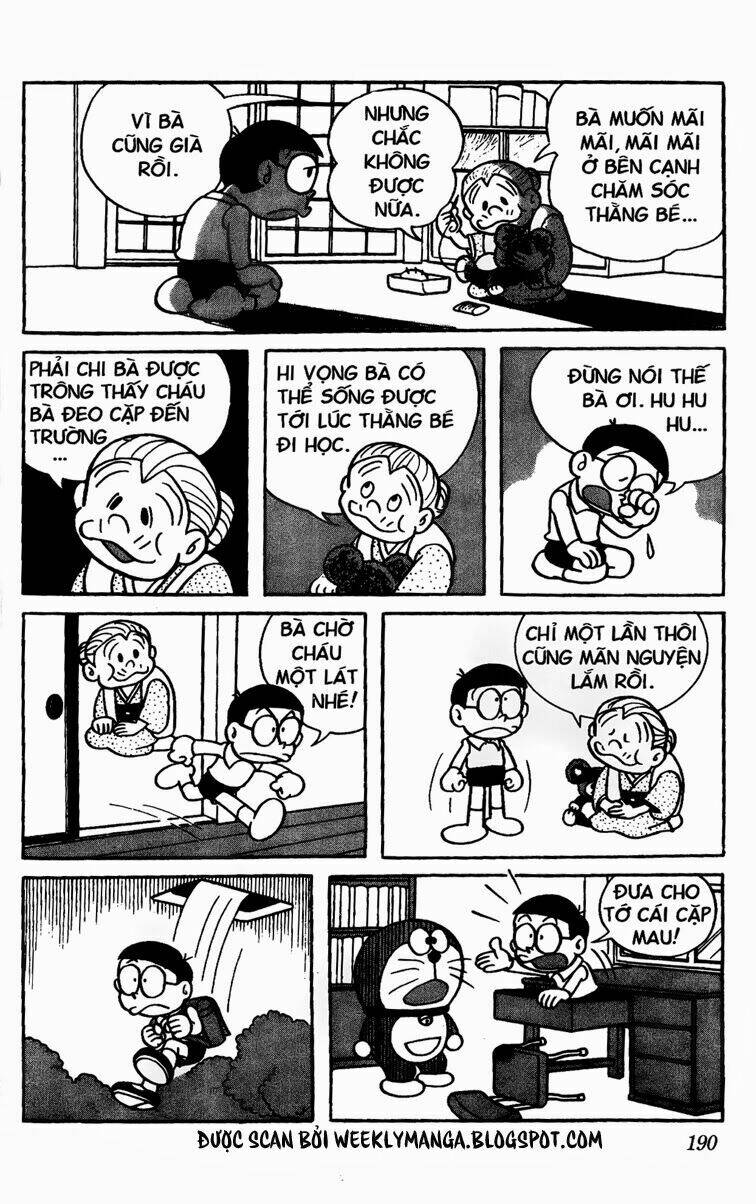 BÀ MUỐN MÃI
MÃI, MÃI MÃI
Ở BÊN CẠNH
CHĂM SÓC
THẰNG BÉ...
NHƯNG
CHẮC
KHÔNG
ĐƯỢC
NỮA.
VÌ BÀ
CŨNG GIÀ
RỒI.
ĐỪNG NÓI THẾ
BÀ ƠI. HU HU
HU...
HI VỌNG BÀ CÓ
THỂ SỐNG ĐƯỢC
TỚI LÚC THẰNG BÉ
ĐI HỌC.
PHẢI CHI BÀ ĐƯỢC
TRÔNG THẤY CHÁU
BÀ ĐEO CẶP ĐẾN
TRƯỜNG
...
CHỈ MỘT LẦN THÔI
CŨNG MÃN NGUYỆN
LẮM RỒI.
BÀ CHỜ
CHÁU
MỘT LÁT
NHÉ!
ĐƯA CHO
TỚ CÁI CẶP
MAU!
ĐƯỢC SCAN BỞI WEEKLYMANGA.BLOGSPOT.COM
190